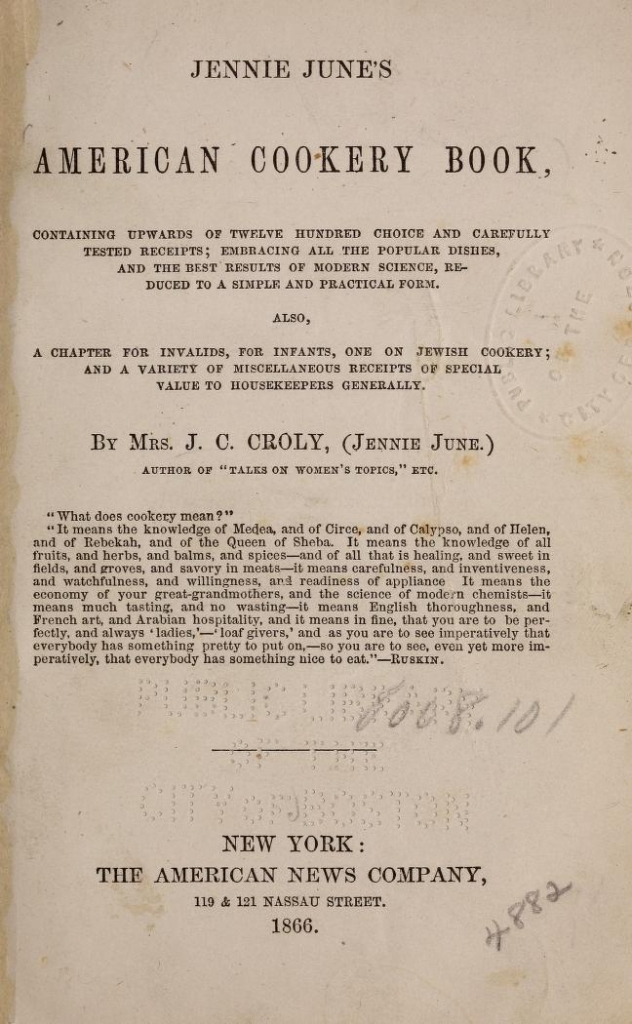 JENNIE JUNE'S
AMERICAN COOKERY BOOK,
CONTAINING UPWARDS OF TWELVE HUNDRED CHOICE AND CAREFULLY
TESTED RECEIPTS; EMBRACING ALL THE POPULAR DISHES,
AND THE BEST RESULTS OF MODERN SCIENCE, RE-
DUCED TO A SIMPLE AND PRACTICAL FORM.
ALSO,
A CHAPTER FOR INVALIDS, FOR INFANTS, ONE ON JEWISH COOKERY;
AND A VARIETY OF MISCELLANEOUS RECEIPTS OF SPECIAL
VALUE TO HOUSEKEEPERS GENERALLY.
BY MRS. J. C. CROLY, (JENNIE JUNE.)
AUTHOR OF "TALKS ON WOMEN'S TOPICS," ETC.
"What does cookery mean?"
"It means the knowledge of Medea, and of Circe, and of Calypso, and of Helen,
and of Rebekah, and of the Queen of Sheba. It means the knowledge of all
fruits, and herbs, and balms, and spices—and of all that is healing, and sweet in
fields, and groves, and savory in meats—it means carefulness, and inventiveness,
and watchfulness, and willingness, and readiness of appliance It means the
economy of your great-grandmothers, and the science of modern chemists—it
means much tasting, and no wasting—it means English thoroughness, and
French art, and Arabian hospitality, and it means in fine, that you are to be per-
fectly, and always 'ladies,'—'loaf givers,' and as you are to see imperatively that
everybody has something pretty to put on,—so you are to see, even yet more im-
peratively, that everybody has something nice to eat."—RUSKIN.
PUBLIC LIBRARY
8008.101
OF THE
CITY OF BOSTON
NEW YORK:
THE AMERICAN NEWS COMPANY,
119 & 121 NASSAU STREET.
1866.
4882